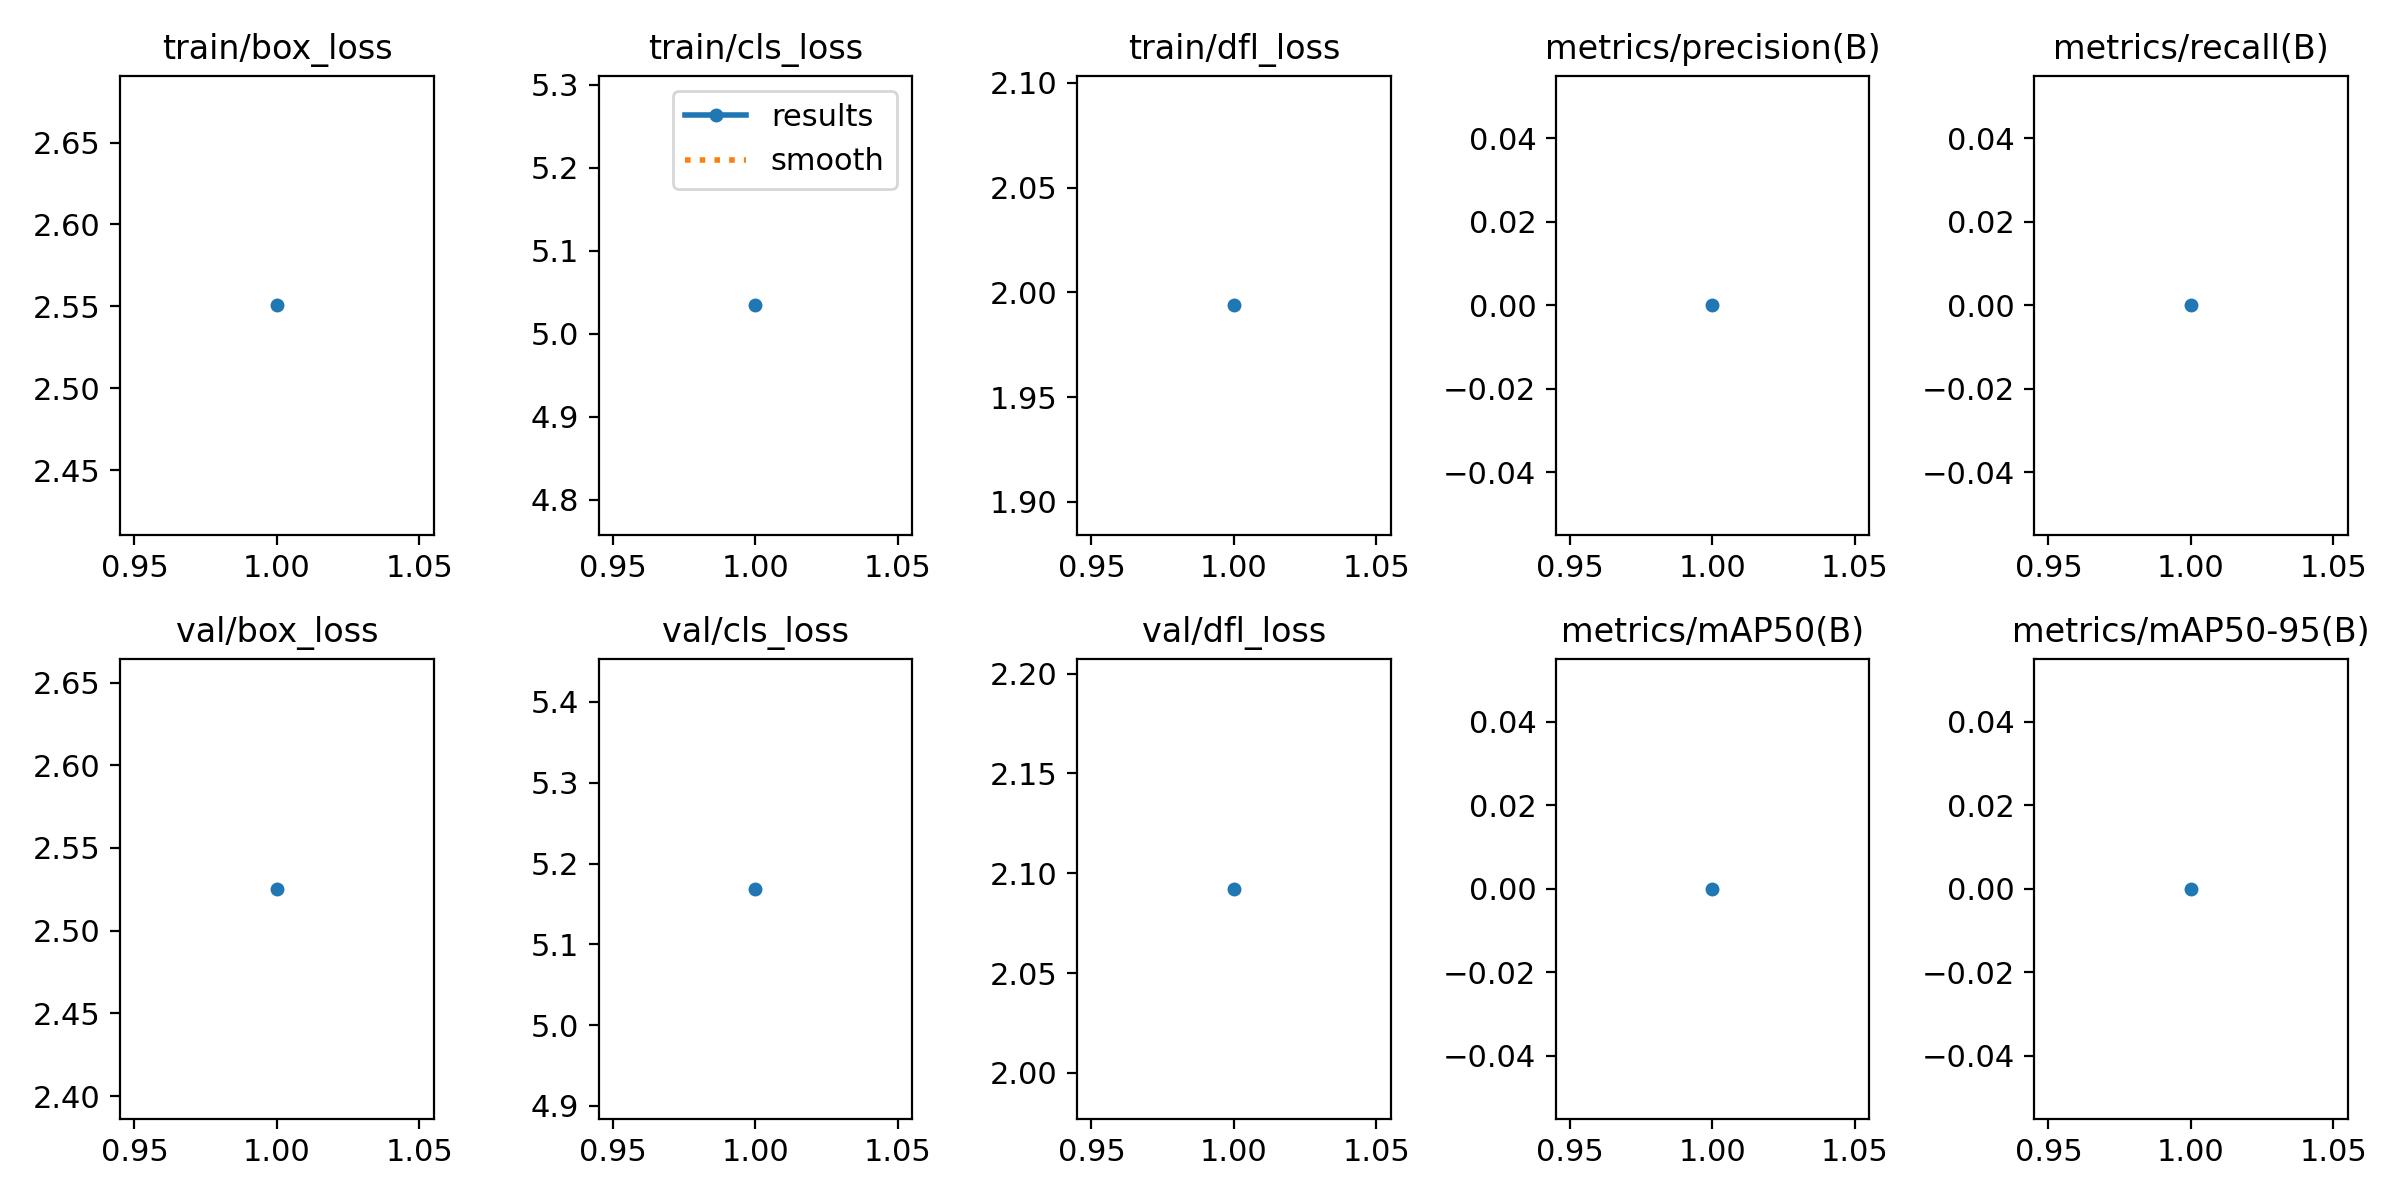 train/box_loss
train/cls_loss
train/dfl_loss
metrics/precision(B)
metrics/recall(B)
2.65
2.60
2.55
2.50
2.45
0.95 1.00 1.05
5.3
5.2
5.1
5.0
4.9
4.8
results
smooth
0.95 1.00 1.05
2.10
2.05
2.00
1.95
1.90
0.95 1.00 1.05
0.04
0.02
0.00
−0.02
−0.04
0.95 1.00 1.05
0.04
0.02
0.00
−0.02
−0.04
0.95 1.00 1.05
val/box_loss
val/cls_loss
val/dfl_loss
metrics/mAP50(B)
metrics/mAP50-95(B)
2.65
2.60
2.55
2.50
2.45
2.40
0.95 1.00 1.05
5.4
5.3
5.2
5.1
5.0
4.9
0.95 1.00 1.05
2.20
2.15
2.10
2.05
2.00
0.95 1.00 1.05
0.04
0.02
0.00
−0.02
−0.04
0.95 1.00 1.05
0.04
0.02
0.00
−0.02
−0.04
0.95 1.00 1.05